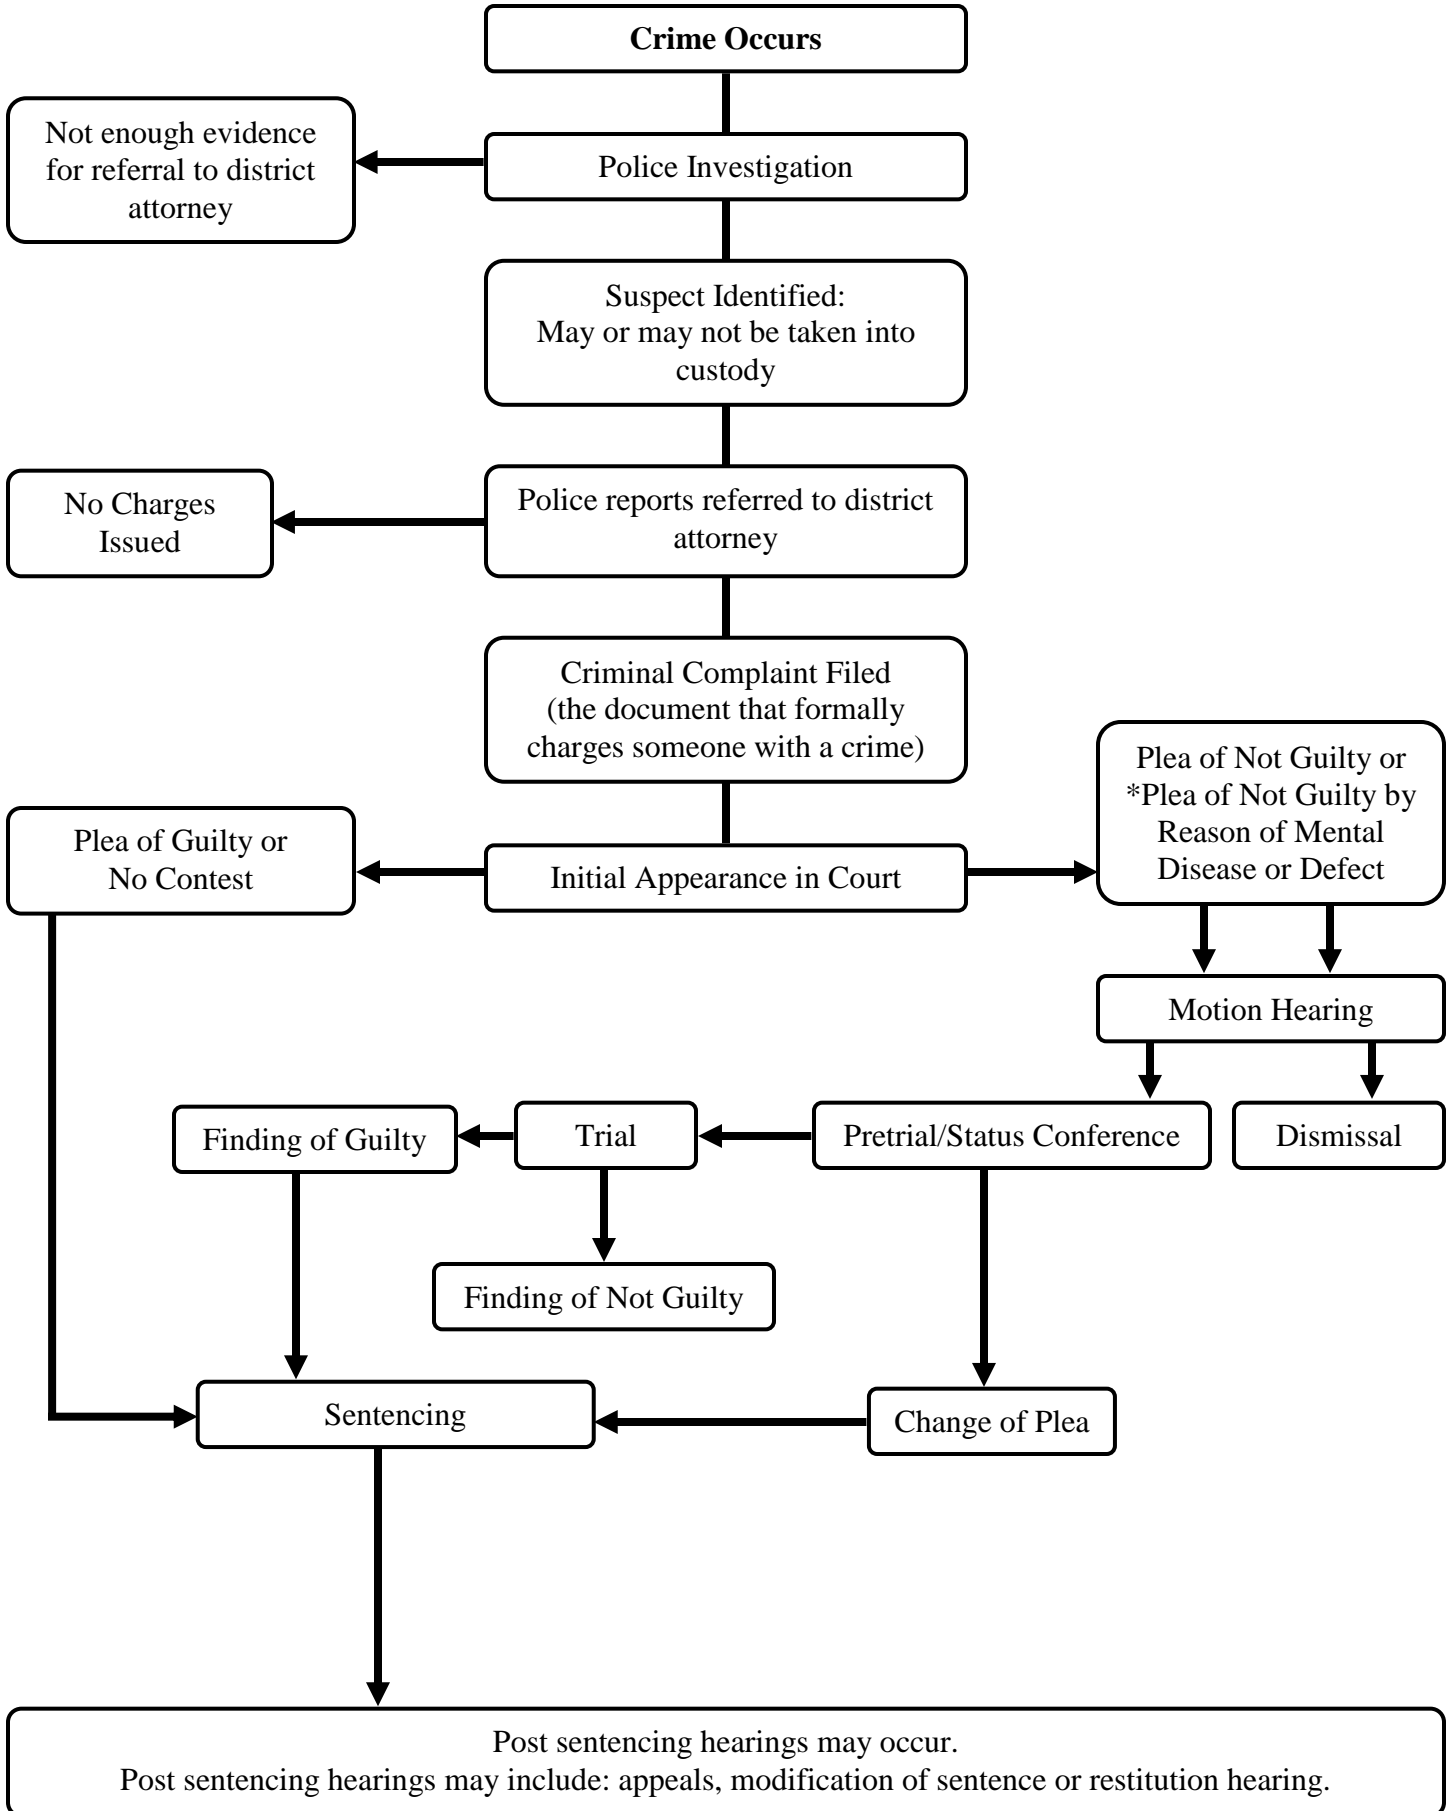 Crime Occurs
Not enough evidence
for referral to district
attorney
Police Investigation
Suspect Identified:
May or may not be taken into
custody
No Charges
Issued
Police reports referred to district
attorney
Criminal Complaint Filed
(the document that formally
charges someone with a crime)
Plea of Guilty or
No Contest
Initial Appearance in Court
Plea of Not Guilty or
*Plea of Not Guilty by
Reason of Mental
Disease or Defect
Motion Hearing
Finding of Guilty
Trial
Pretrial/Status Conference
Dismissal
Finding of Not Guilty
Sentencing
Change of Plea
Post sentencing hearings may occur.
Post sentencing hearings may include: appeals, modification of sentence or restitution hearing.